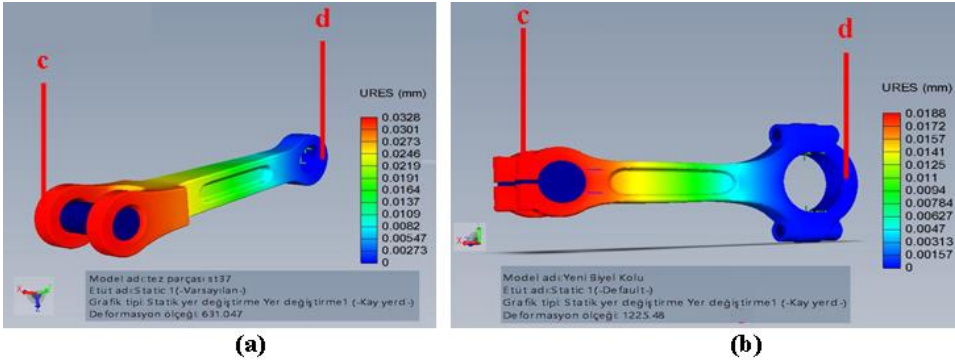 c
d
URES (mm)
0.0328
0.0301
0.0273
0.0246
0.0219
0.0191
0.0164
0.0137
0.0109
0.0082
0.00547
0.00273
0
Model adı:tez parçası st37
Etüt adı:Static 1(-Varsayılan-)
Grafik tipi: Statik yer değiştirme Yer değiştirme1 (-Kay yerd-)
Deformasyon ölçeği: 631.047
(a)
c
d
URES (mm)
0.0188
0.0172
0.0157
0.0141
0.125
0.011
0.0094
0.00784
0.00627
0.0047
0.00313
0.00157
0
Model adı:Yeni Biyel Kolu
Etüt adı:Static 1(-Default-)
Grafik tipi: Statik yer değiştirme Yer değiştirme1 (-Kay yerd-)
Deformasyon ölçeği: 1225.48
(b)